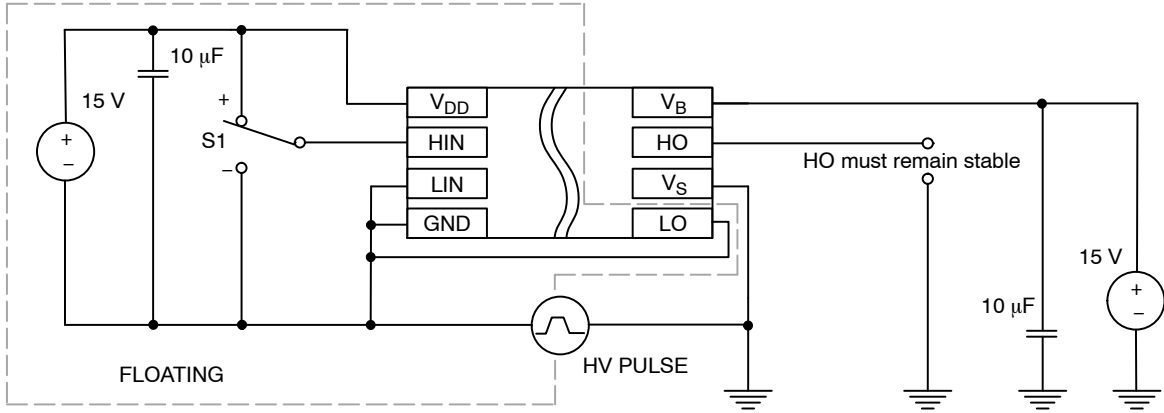 10 µF
15 V
+
−
+
S1
−
V_DD
HIN
LIN
GND
V_B
HO
V_S
LO
HO must remain stable
15 V
+
−
10 µF
HV PULSE
FLOATING